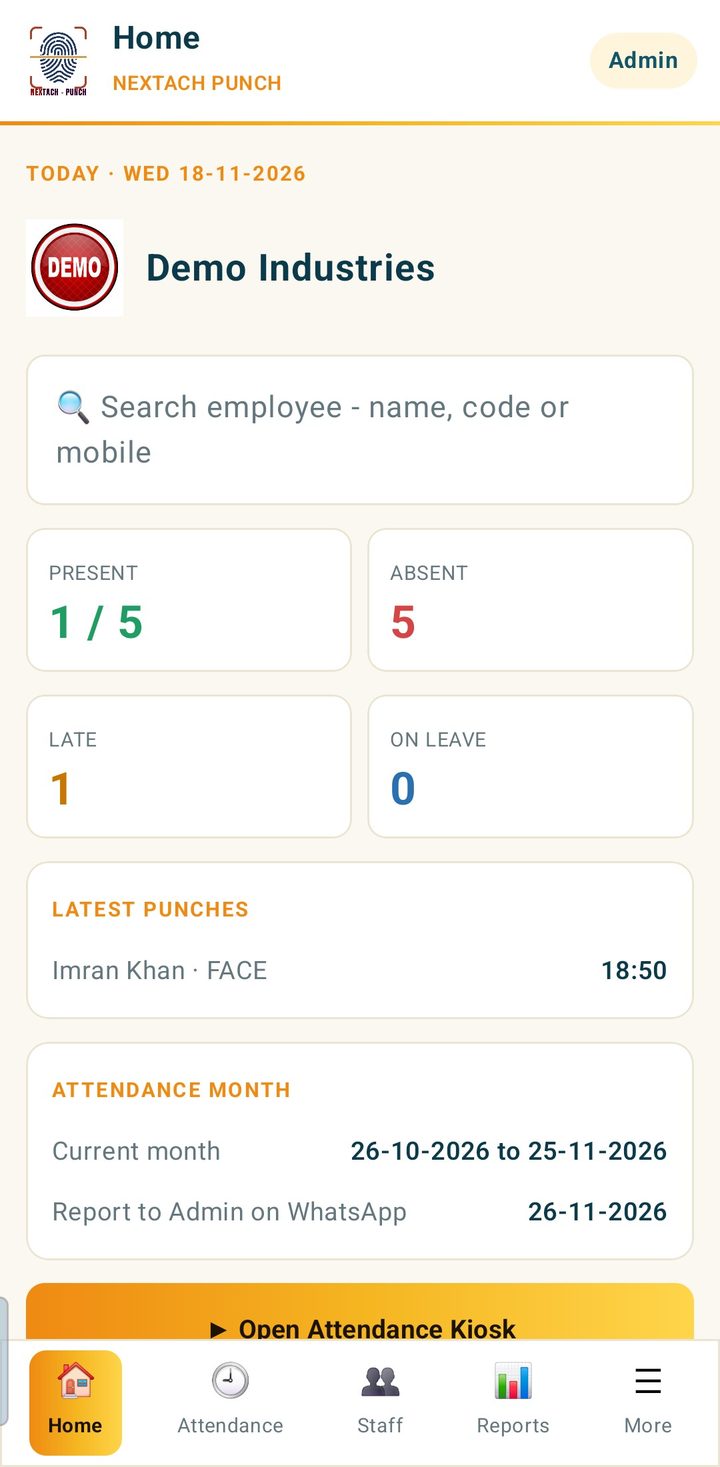 Home
NEXTACH PUNCH
NEXTACH - PUNCH
Admin
TODAY · WED 18-11-2026
DEMO
Demo Industries
🔍 Search employee - name, code or
mobile
PRESENT
1 / 5
ABSENT
5
LATE
1
ON LEAVE
0
LATEST PUNCHES
Imran Khan · FACE 18:50
ATTENDANCE MONTH
Current month 26-10-2026 to 25-11-2026
Report to Admin on WhatsApp 26-11-2026
► Open Attendance Kiosk
Home
Attendance
Staff
Reports
More